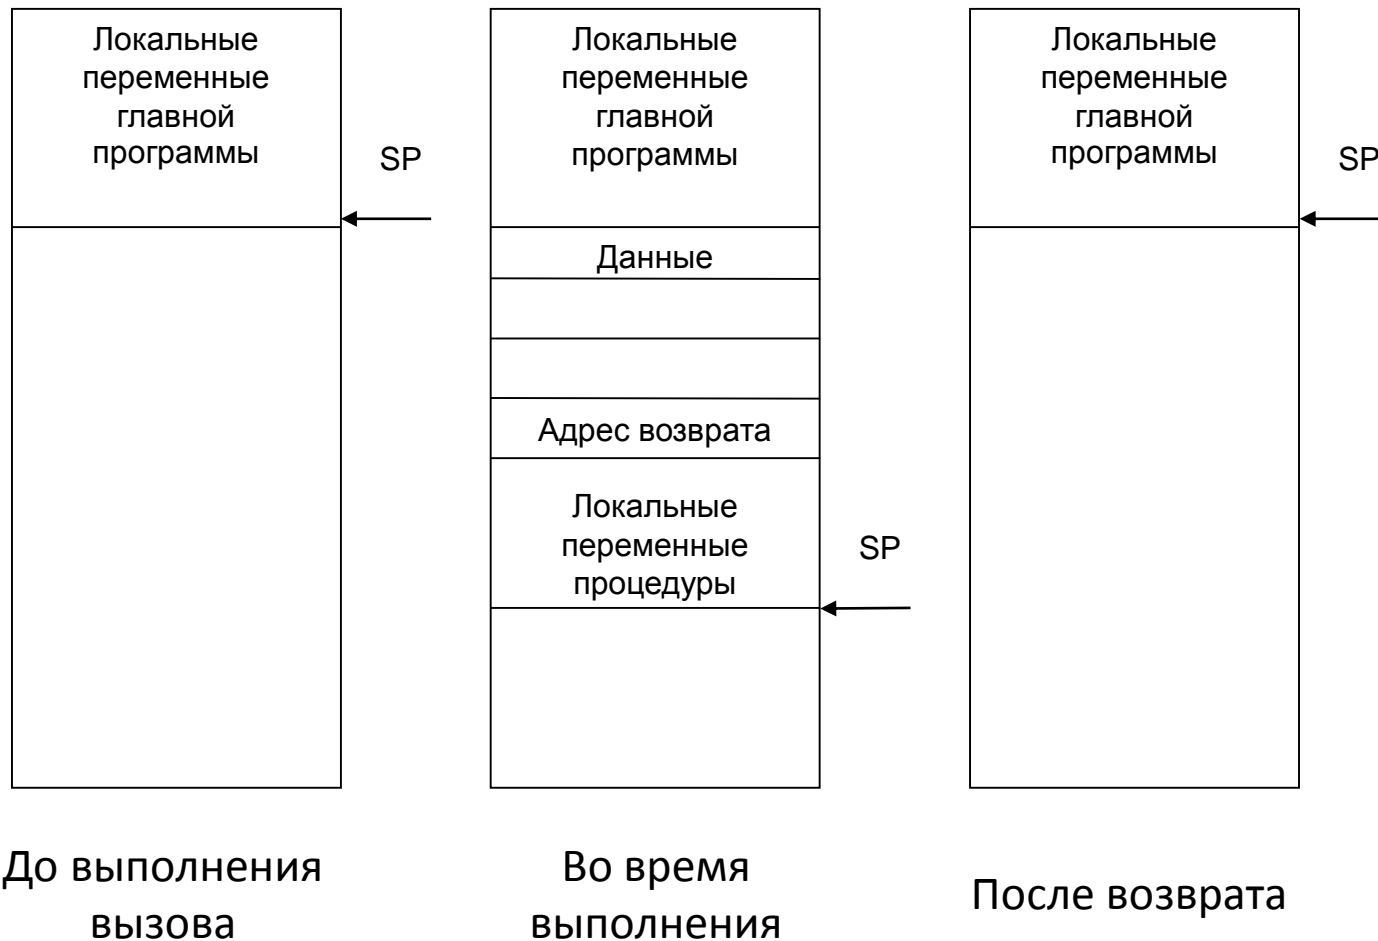 Локальные
переменные
главной
программы
SP
Локальные
переменные
главной
программы
Данные
Адрес возврата
Локальные
переменные
процедуры
SP
Локальные
переменные
главной
программы
SP
До выполнения
вызова
Во время
выполнения
После возврата